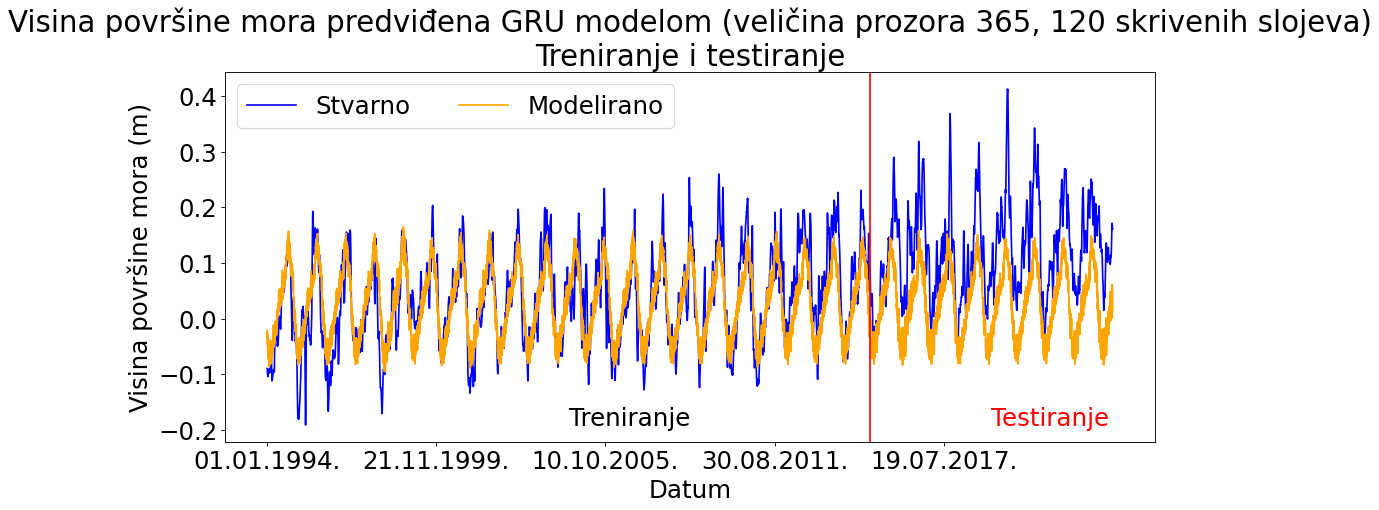 Visina površine mora predviđena GRU modelom (veličina prozora 365, 120 skrivenih slojeva)
Treniranje i testiranje
Stvarno
Modelirano
Visina površine mora (m)
0.4
0.3
0.2
0.1
0.0
−0.1
−0.2
Treniranje
Testiranje
01.01.1994.
21.11.1999.
10.10.2005.
30.08.2011.
19.07.2017.
Datum